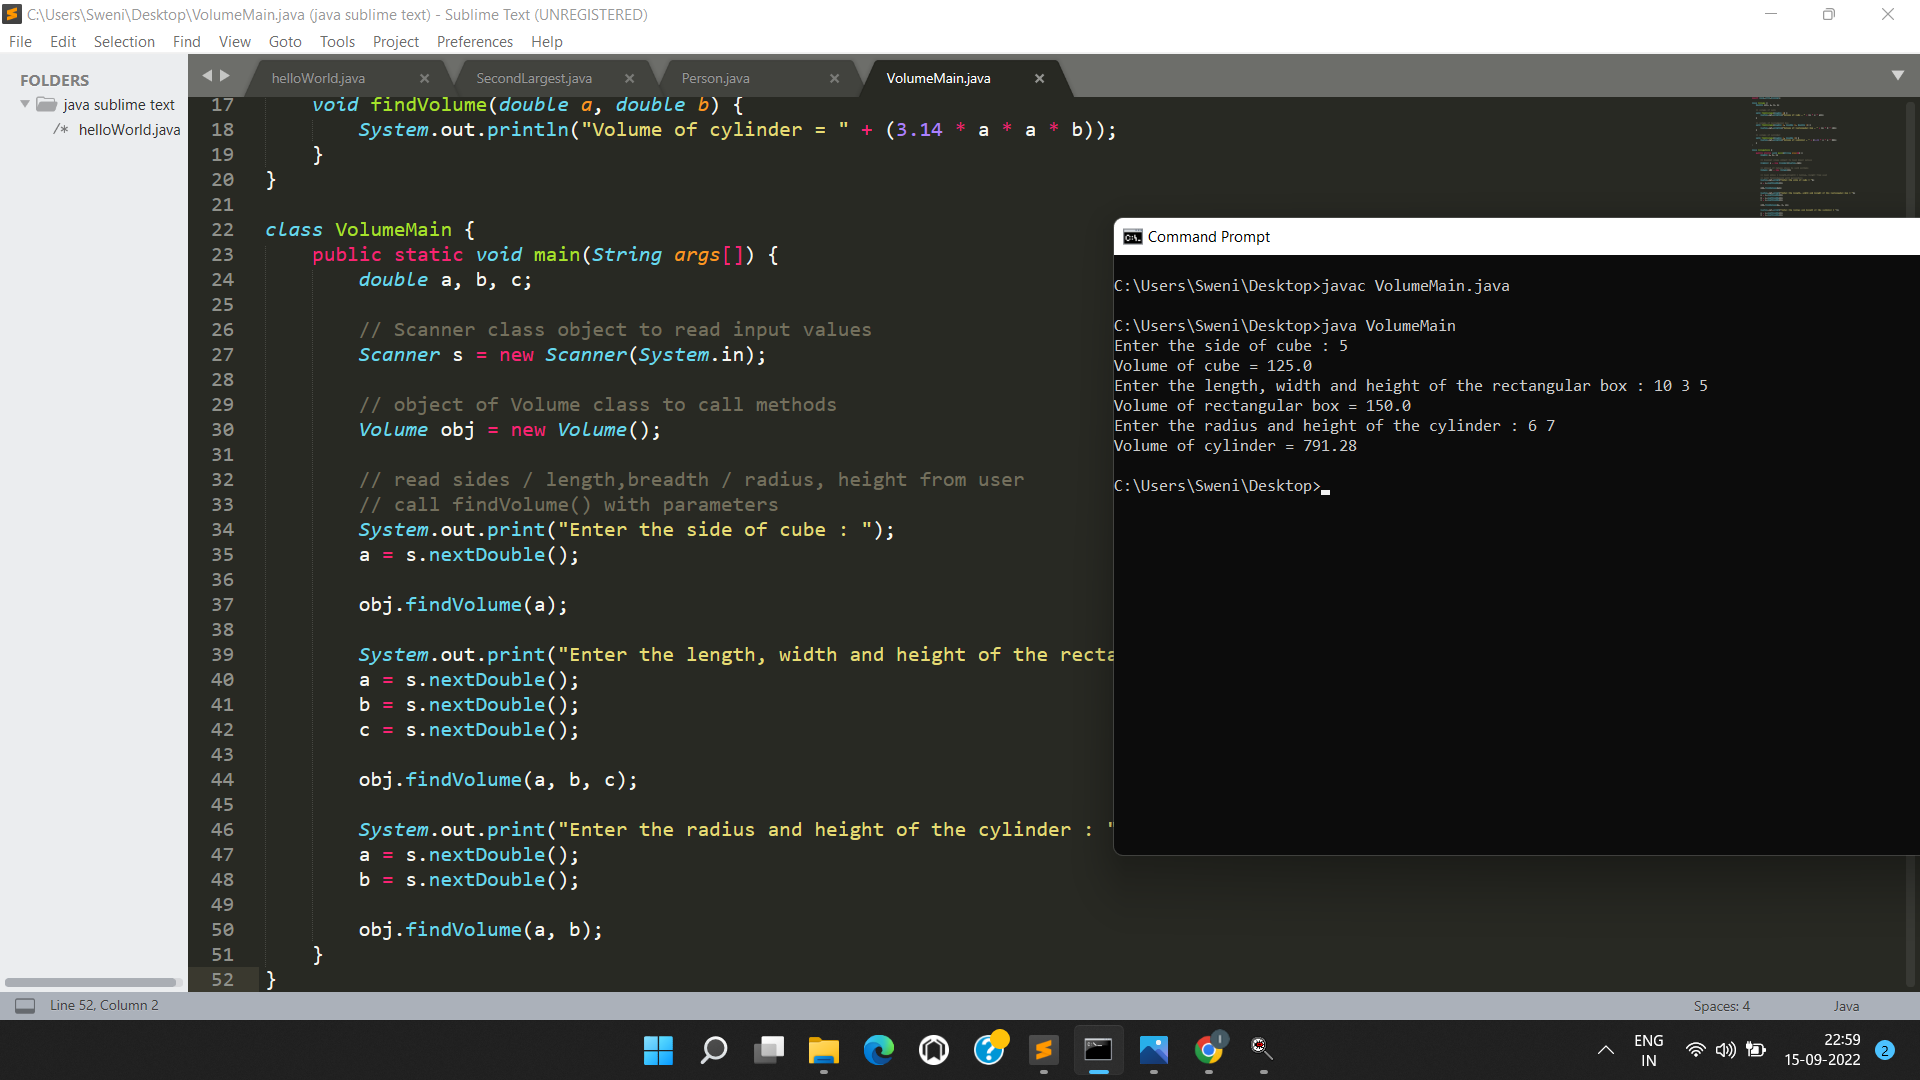 C:\Users\Sweni\Desktop\VolumeMain.java (java sublime text) - Sublime Text (UNREGISTERED)
File Edit Selection Find View Goto Tools Project Preferences Help
FOLDERS
java sublime text
/* helloWorld.java
helloWorld.java SecondLargest.java Person.java VolumeMain.java
17 void findVolume(double a, double b) {
18 System.out.println("Volume of cylinder = " + (3.14 * a * a * b));
19 }
20 }
21
22 class VolumeMain {
23 public static void main(String args[]) {
24 double a, b, c;
25
26 // Scanner class object to read input values
27 Scanner s = new Scanner(System.in);
28
29 // object of Volume class to call methods
30 Volume obj = new Volume();
31
32 // read sides / length,breadth / radius, height from user
33 // call findVolume() with parameters
34 System.out.print("Enter the side of cube : ");
35 a = s.nextDouble();
36
37 obj.findVolume(a);
38
39 System.out.print("Enter the length, width and height of the recta
40 a = s.nextDouble();
41 b = s.nextDouble();
42 c = s.nextDouble();
43
44 obj.findVolume(a, b, c);
45
46 System.out.print("Enter the radius and height of the cylinder : "
47 a = s.nextDouble();
48 b = s.nextDouble();
49
50 obj.findVolume(a, b);
51 }
52 }
Command Prompt
C:\Users\Sweni\Desktop>javac VolumeMain.java
C:\Users\Sweni\Desktop>java VolumeMain
Enter the side of cube : 5
Volume of cube = 125.0
Enter the length, width and height of the rectangular box : 10 3 5
Volume of rectangular box = 150.0
Enter the radius and height of the cylinder : 6 7
Volume of cylinder = 791.28
C:\Users\Sweni\Desktop>
Line 52, Column 2
Spaces: 4
Java
ENG
IN
22:59
15-09-2022
2